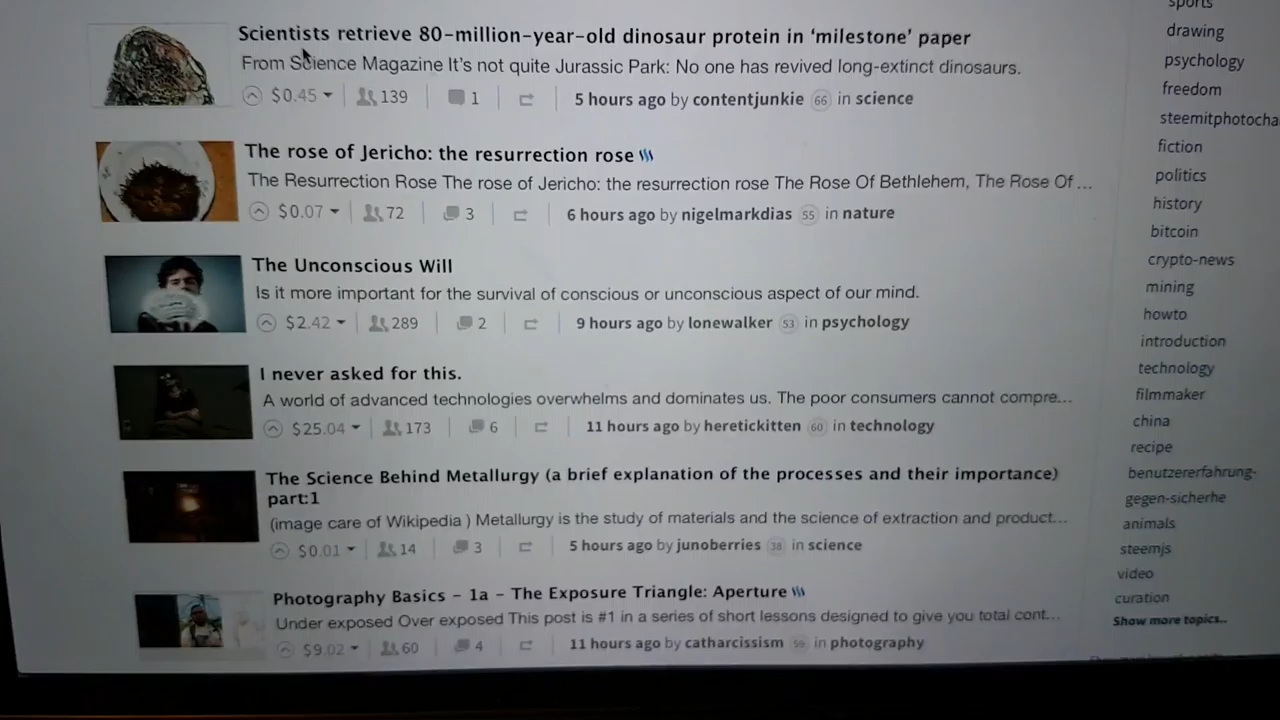 Scientists retrieve 80-million-year-old dinosaur protein in ‘milestone’ paper
From Science Magazine It's not quite Jurassic Park: No one has revived long-extinct dinosaurs.
$0.45 139 1 5 hours ago by contentjunkie 66 in science
The rose of Jericho: the resurrection rose
The Resurrection Rose The rose of Jericho: the resurrection rose The Rose Of Bethlehem, The Rose Of ...
$0.07 72 3 6 hours ago by nigelmarkdias 55 in nature
The Unconscious Will
Is it more important for the survival of conscious or unconscious aspect of our mind.
$2.42 289 2 9 hours ago by lonewalker 53 in psychology
I never asked for this.
A world of advanced technologies overwhelms and dominates us. The poor consumers cannot compre...
$25.04 173 6 11 hours ago by heretickitten 60 in technology
The Science Behind Metallurgy (a brief explanation of the processes and their importance)
part:1
(image care of Wikipedia ) Metallurgy is the study of materials and the science of extraction and product...
$0.01 14 3 5 hours ago by junoberries 38 in science
Photography Basics - 1a - The Exposure Triangle: Aperture
Under exposed Over exposed This post is #1 in a series of short lessons designed to give you total cont...
$9.02 60 4 11 hours ago by catharcissism in photography
sports
drawing
psychology
freedom
steemitphotocha
fiction
politics
history
bitcoin
crypto-news
mining
howto
introduction
technology
filmmaker
china
recipe
benutzererfahrung-
gegen-sicherhe
animals
steemjs
video
curation
Show more topics..